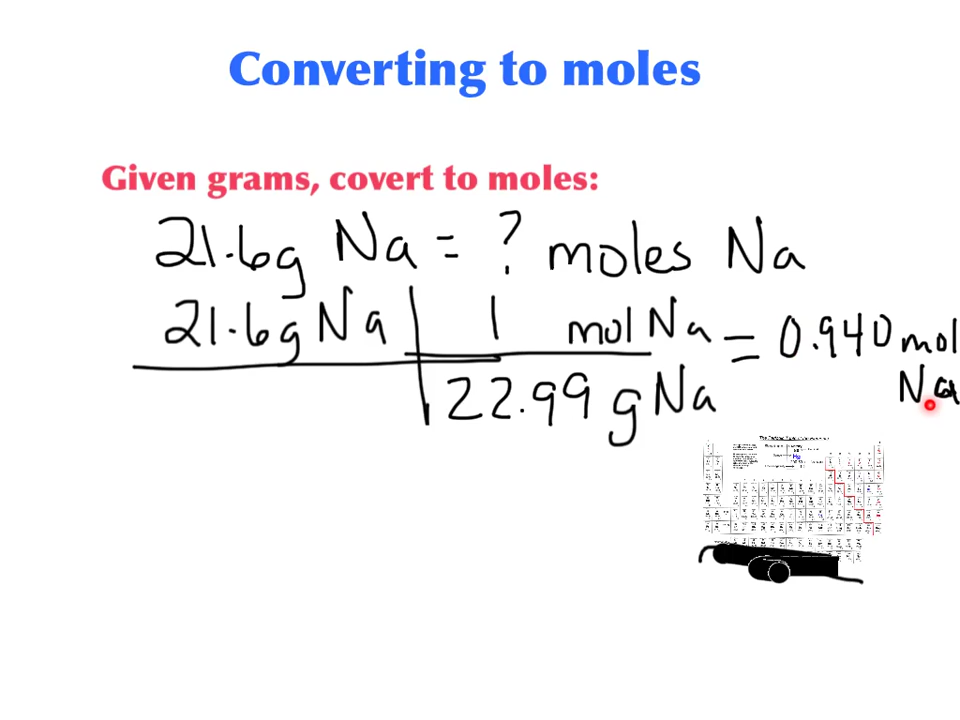 Converting to moles
Given grams, covert to moles:
21.6g Na = ? moles Na
21.6g Na | 1 mol Na = 0.940 mol Na
22.99 g Na